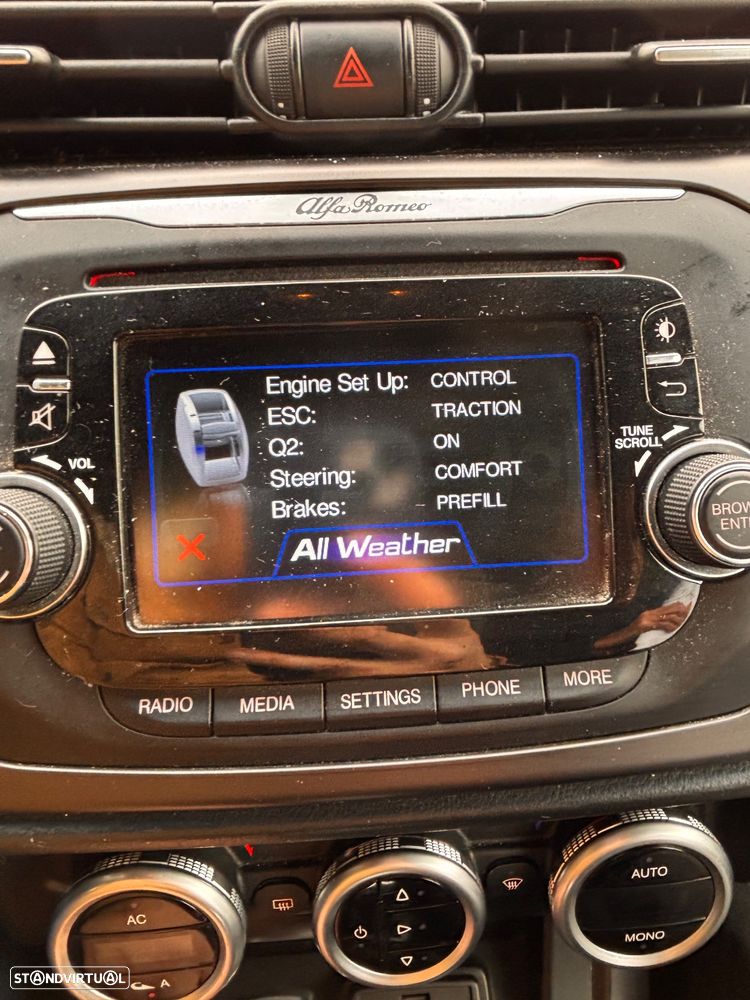 Alfa Romeo
Engine Set Up: CONTROL
ESC: TRACTION
Q2: ON
Steering: COMFORT
Brakes: PREFILL
All Weather
VOL
TUNE
SCROLL
RADIO
MEDIA
SETTINGS
PHONE
MORE
AC
A
AUTO
MONO
STANDVIRTUAL